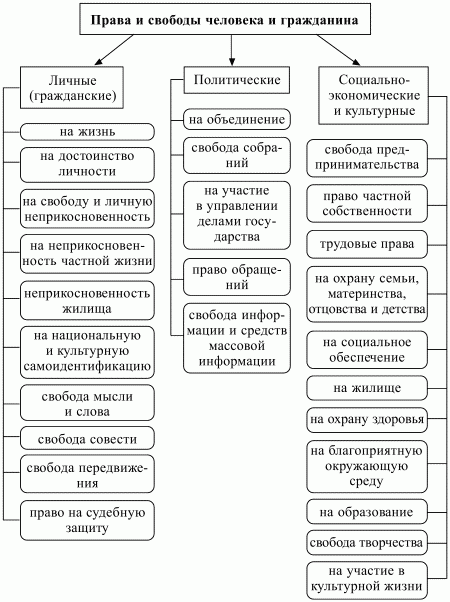 Права и свободы человека и гражданина
Личные
(гражданские)
на жизнь
на достоинство
личности
на свободу и личную
неприкосновенность
на неприкосновен-
ность частной жизни
неприкосновенность
жилища
на национальную
и культурную
самоидентификацию
свобода мысли
и слова
свобода совести
свобода передвиже-
ния
право на судебную
защиту
Политические
на объединение
свобода собра-
ний
на участие
в управлении
делами госу-
дарства
право обраще-
ний
свобода инфор-
мации и средств
массовой
информации
Социально-
экономические
и культурные
свобода пред-
принимательства
право частной
собственности
трудовые права
на охрану семьи,
материнства,
отцовства и детства
на социальное
обеспечение
на жилище
на охрану здоровья
на благоприятную
окружающую
среду
на образование
свобода творчества
на участие в
культурной жизни